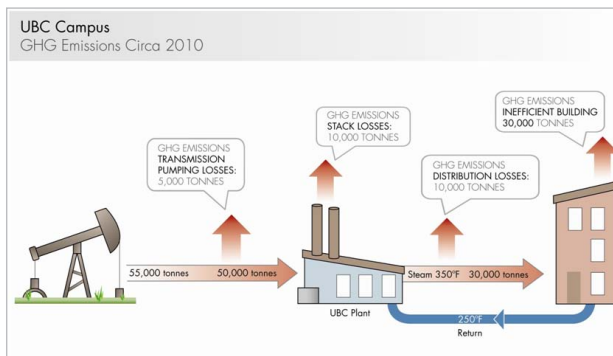 UBC Campus
GHG Emissions Circa 2010
GHG EMISSIONS
INEFFICIENT BUILDING
30,000 TONNES
GHG EMISSIONS
STACK LOSSES:
10,000 TONNES
GHG EMISSIONS
TRANSMISSION
PUMPING LOSSES:
5,000 TONNES
GHG EMISSIONS
DISTRIBUTION LOSSES:
10,000 TONNES
55,000 tonnes
50,000 tonnes
Steam 350°F
30,000 tonnes
UBC Plant
250°F
Return